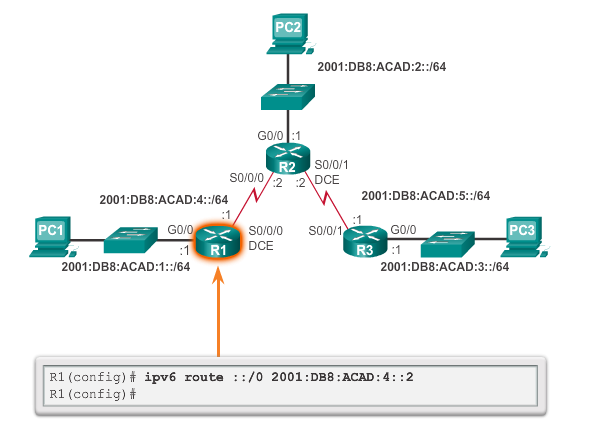 PC2
2001:DB8:ACAD:2::/64
G0/0 :1
R2
S0/0/0 :2 :2 S0/0/1
DCE
2001:DB8:ACAD:4::/64
2001:DB8:ACAD:5::/64
PC1
G0/0
:1
:1
R1
S0/0/0
DCE
2001:DB8:ACAD:1::/64
:1
S0/0/1
R3
G0/0
:1
PC3
2001:DB8:ACAD:3::/64
R1(config)# ipv6 route ::/0 2001:DB8:ACAD:4::2
R1(config)#